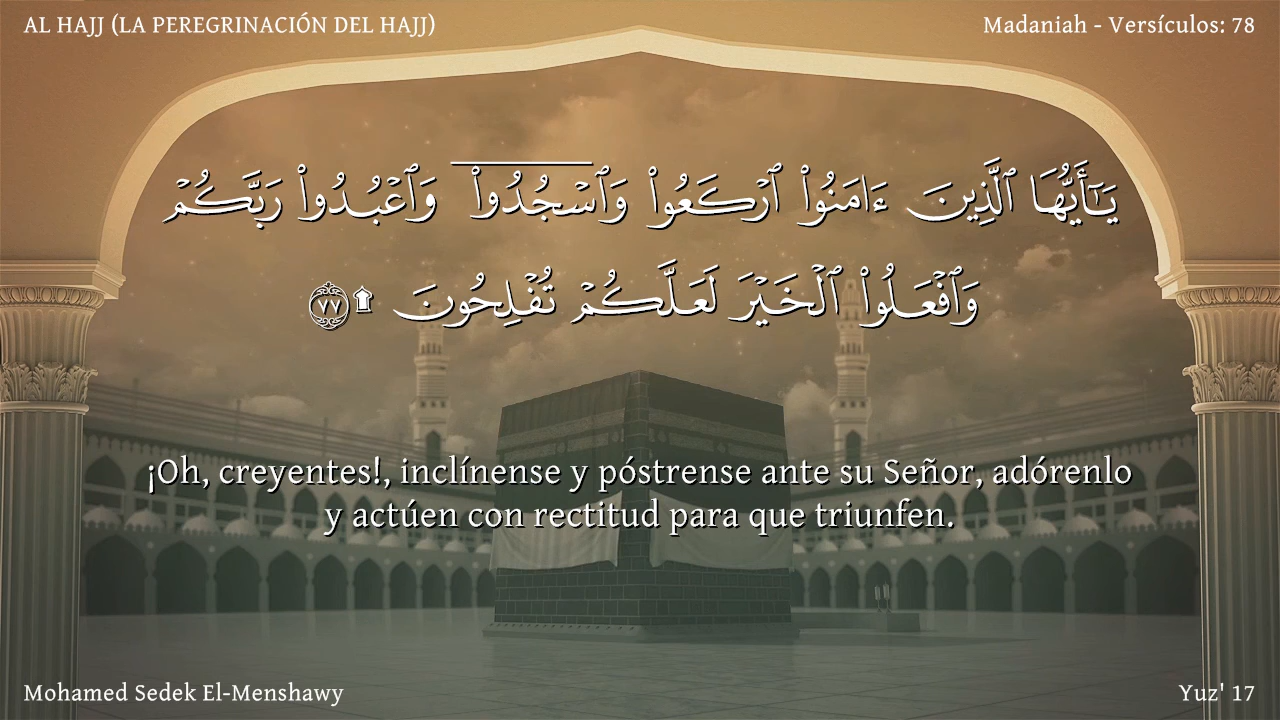 AL HAJJ (LA PEREGRINACIÓN DEL HAJJ)
Madaniah - Versículos: 78
يَـٰٓأَيُّهَا ٱلَّذِينَ ءَامَنُوا۟ ٱرْكَعُوا۟ وَٱسْجُدُوا۟ وَٱعْبُدُوا۟ رَبَّكُمْ
وَٱفْعَلُوا۟ ٱلْخَيْرَ لَعَلَّكُمْ تُفْلِحُونَ ۩ ٧٧
¡Oh, creyentes!, inclínense y póstrense ante su Señor, adórenlo
y actúen con rectitud para que triunfen.
Mohamed Sedek El-Menshawy
Yuz' 17